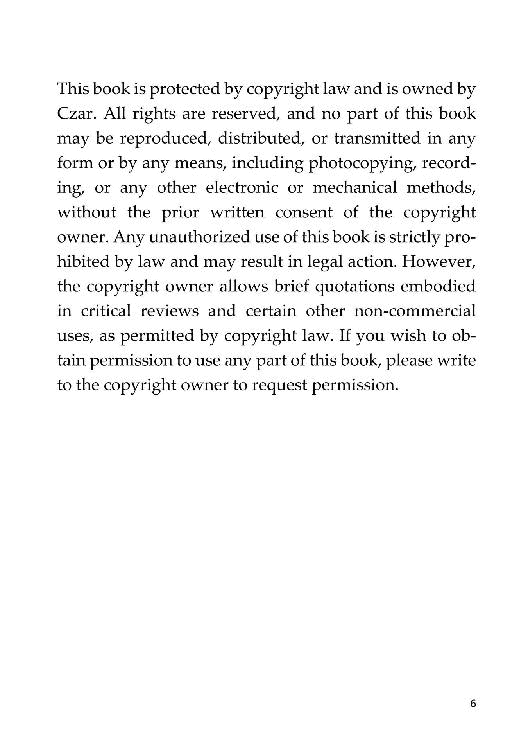 This book is protected by copyright law and is owned by
Czar. All rights are reserved, and no part of this book
may be reproduced, distributed, or transmitted in any
form or by any means, including photocopying, record-
ing, or any other electronic or mechanical methods,
without the prior written consent of the copyright
owner. Any unauthorized use of this book is strictly pro-
hibited by law and may result in legal action. However,
the copyright owner allows brief quotations embodied
in critical reviews and certain other non-commercial
uses, as permitted by copyright law. If you wish to ob-
tain permission to use any part of this book, please write
to the copyright owner to request permission.
6